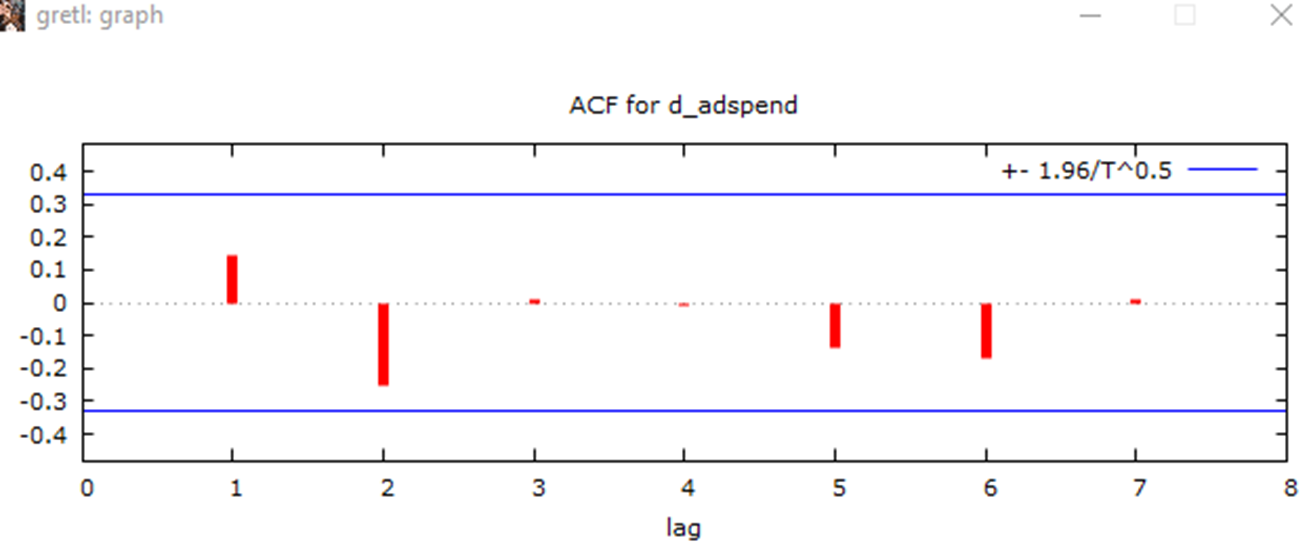 gretl: graph
ACF for d_adspend
+- 1.96/T^0.5
0.4
0.3
0.2
0.1
0
-0.1
-0.2
-0.3
-0.4
0 1 2 3 4 5 6 7 8
lag